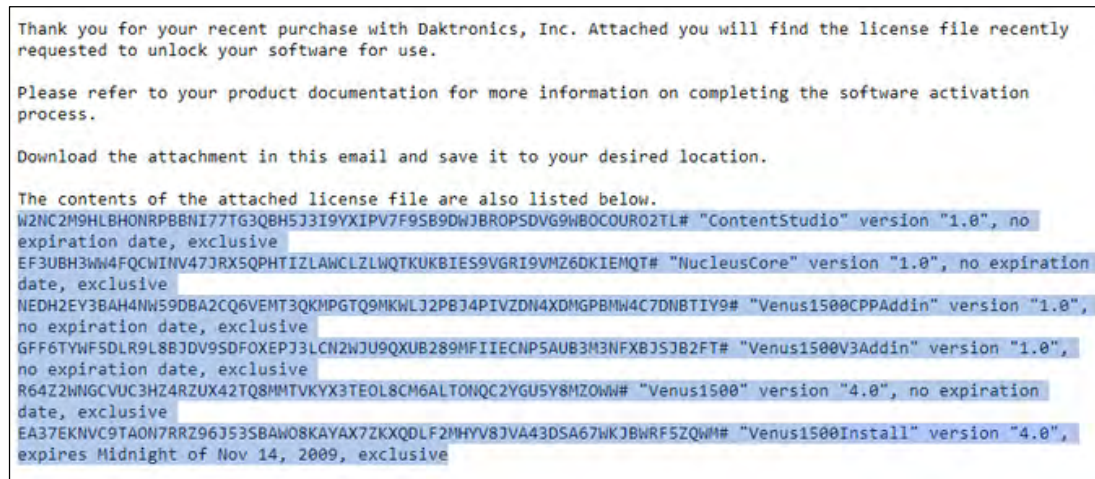 Thank you for your recent purchase with Daktronics, Inc. Attached you will find the license file recently
requested to unlock your software for use.
Please refer to your product documentation for more information on completing the software activation
process.
Download the attachment in this email and save it to your desired location.
The contents of the attached license file are also listed below.
W2NC2M9HLBHONRPBBNI77TG3QBH5J3I9YXIPV7F9SB9DWJBROPSDVG9WBOCOURO2TL# "ContentStudio" version "1.0", no
expiration date, exclusive
EF3UBH3WW4FQCWINV47JRX5QPHTIZLAWCLZLWQTKUKBIES9VGRI9VMZ6DKIEMQT# "NucleusCore" version "1.0", no expiration
date, exclusive
NEDH2EY3BAH4NW59DBA2CQ6VEMT3QKMPGTQ9MKWLJ2PBJ4PIVZDN4XDMGPBMW4C7DNBTIY9# "Venus1500CPPAddin" version "1.0",
no expiration date, exclusive
GFF6TYWF5DLR9L8BJDV9SDFOXEPJ3LCN2WJU9QXUB289MFIIECNP5AUB3M3NFXBJSJB2FT# "Venus1500V3Addin" version "1.0",
no expiration date, exclusive
R64Z2WNGCVUC3HZ4RZUX42TQ8MMTVKYX3TEOL8CM6ALTONQC2YGU5Y8MZOWW# "Venus1500" version "4.0", no expiration
date, exclusive
EA37EKNVC9TAON7RRZ96J53SBAWO8KAYAX7ZKXQDLF2MHYV8JVA43DSA67WKJBWRF5ZQWM# "Venus1500Install" version "4.0",
expires Midnight of Nov 14, 2009, exclusive